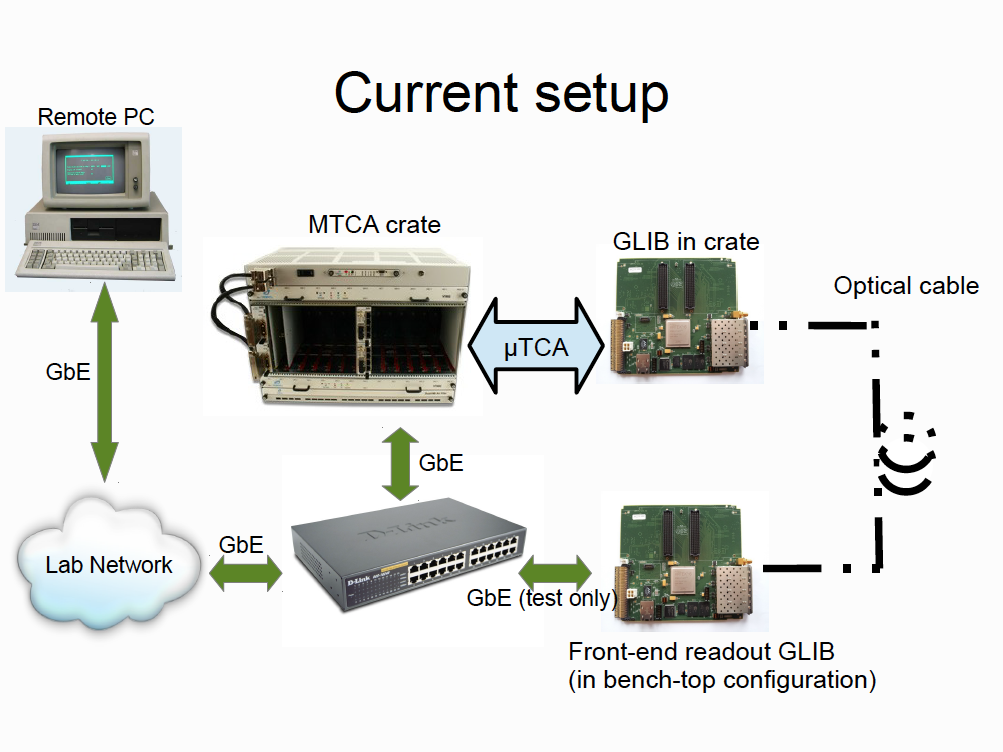 Current setup
Remote PC
MTCA crate
GLIB in crate
Optical cable
µTCA
GbE
GbE
GbE
Lab Network
D-Link
D-Link
GbE (test only)
Front-end readout GLIB
(in bench-top configuration)